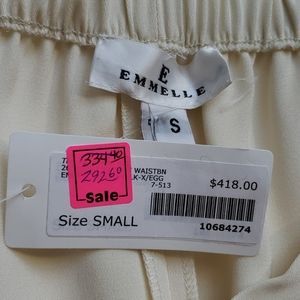 E
EMMELLE
S
334.40
292.60
Sale
WAISTBN
K-X/EGG
7-513
$418.00
Size SMALL
10684274